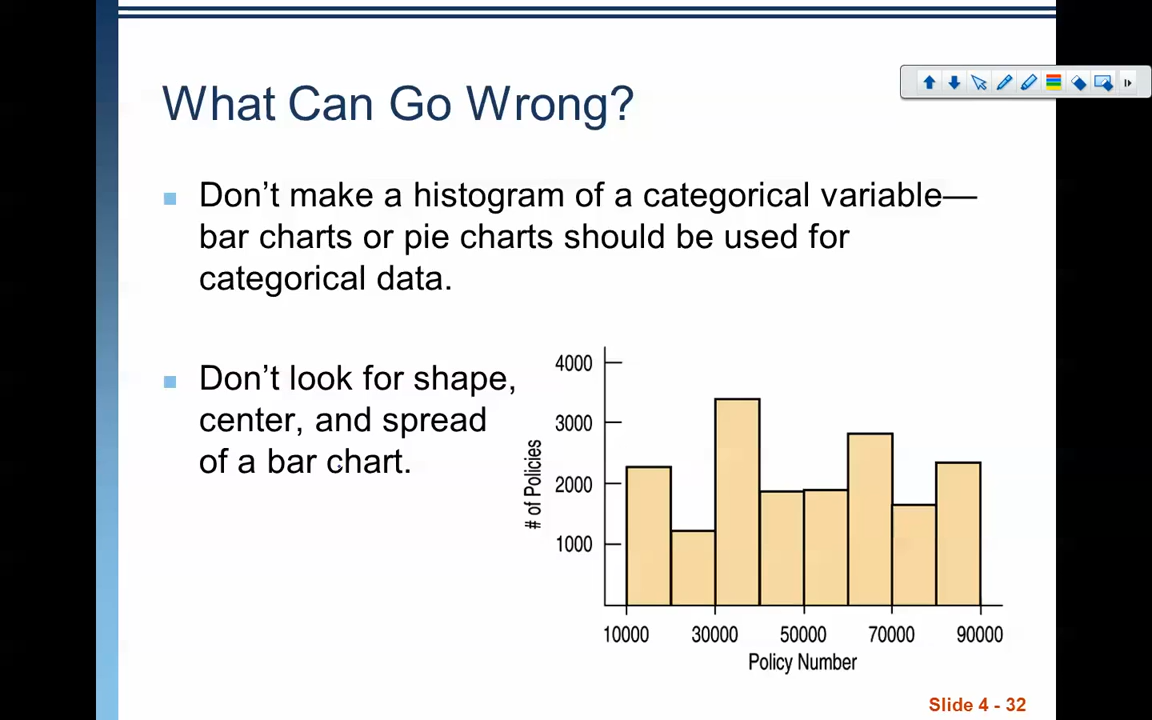 What Can Go Wrong?
Don't make a histogram of a categorical variable—
bar charts or pie charts should be used for
categorical data.
Don't look for shape,
center, and spread
of a bar chart.
4000
3000
2000
1000
# of Policies
10000 30000 50000 70000 90000
Policy Number
Slide 4 - 32